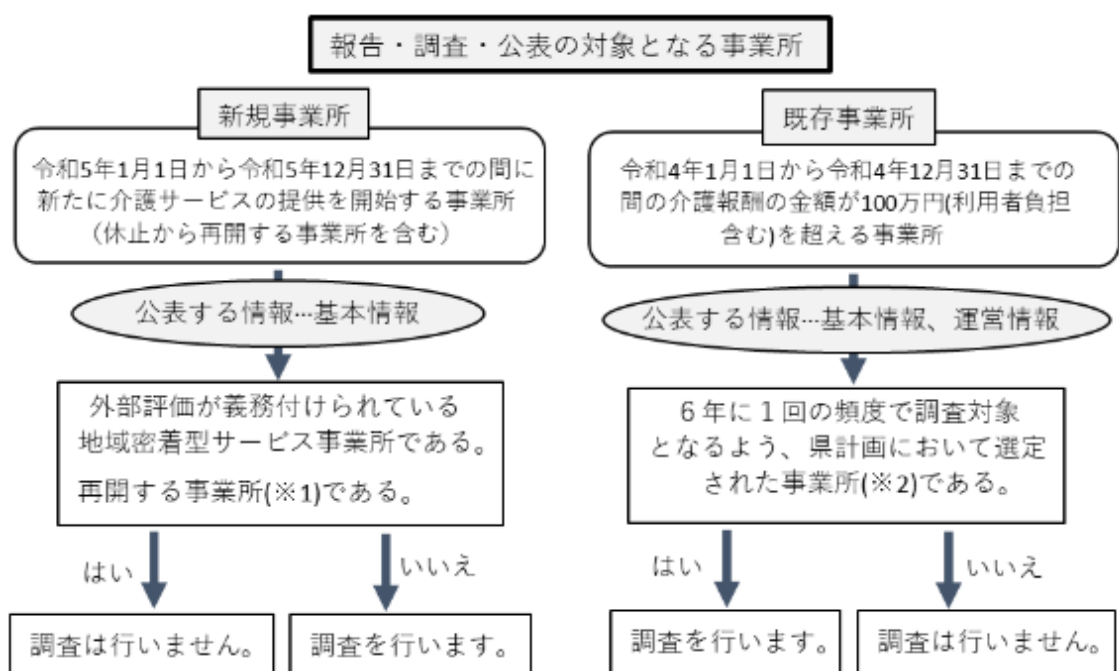 報告・調査・公表の対象となる事業所
新規事業所
令和5年1月1日から令和5年12月31日までの間に
新たに介護サービスの提供を開始する事業所
(休止から再開する事業所を含む)
公表する情報…基本情報
外部評価が義務付けられている
地域密着型サービス事業所である。
再開する事業所(※1)である。
はい
いいえ
調査は行いません。
調査を行います。
既存事業所
令和4年1月1日から令和4年12月31日までの
間の介護報酬の金額が100万円(利用者負担
含む)を超える事業所
公表する情報…基本情報、運営情報
6年に1回の頻度で調査対象
となるよう、県計画において選定
された事業所(※2)である。
はい
いいえ
調査を行います。
調査は行いません。